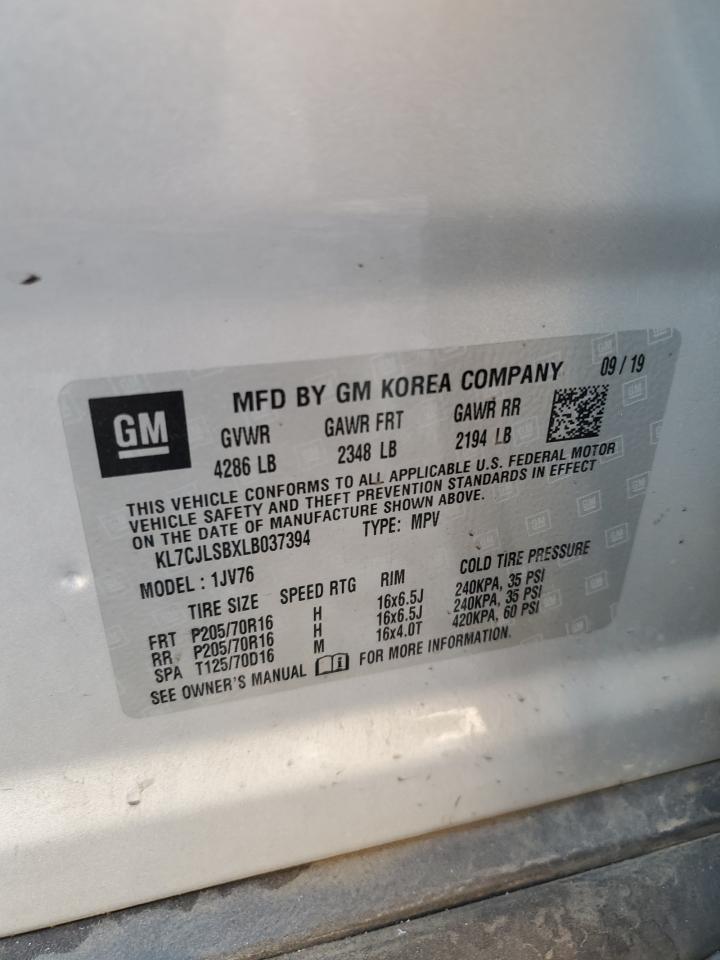 GM
MFD BY GM KOREA COMPANY 09 / 19
GVWR GAWR FRT GAWR RR
4286 LB 2348 LB 2194 LB
THIS VEHICLE CONFORMS TO ALL APPLICABLE U.S. FEDERAL MOTOR
VEHICLE SAFETY AND THEFT PREVENTION STANDARDS IN EFFECT
ON THE DATE OF MANUFACTURE SHOWN ABOVE.
KL7CJLSBXLB037394 TYPE: MPV
MODEL : 1JV76
TIRE SIZE SPEED RTG RIM COLD TIRE PRESSURE
FRT P205/70R16 H 16x6.5J 240KPA, 35 PSI
RR P205/70R16 H 16x6.5J 240KPA, 35 PSI
SPA T125/70D16 M 16x4.0T 420KPA, 60 PSI
SEE OWNER'S MANUAL FOR MORE INFORMATION.